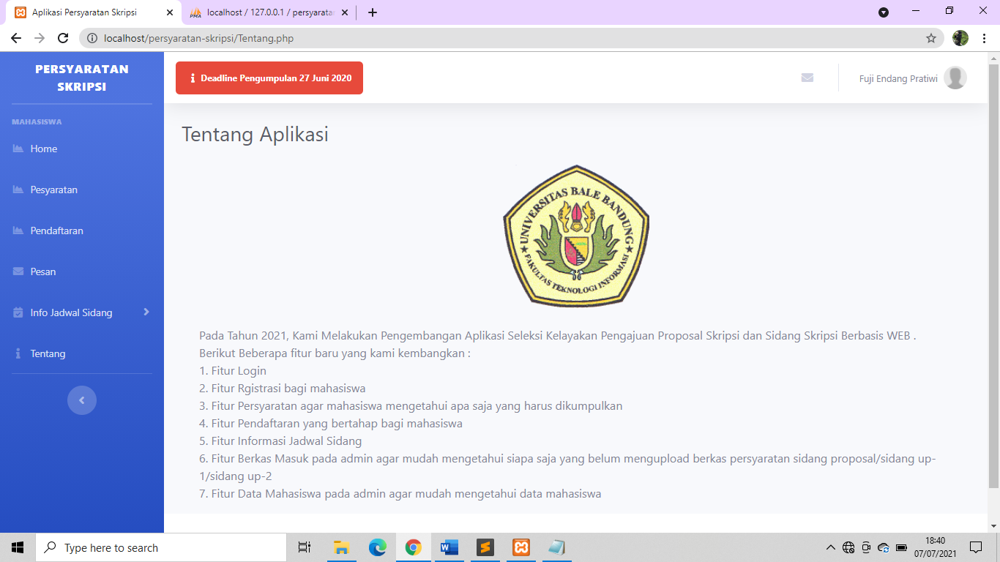 Aplikasi Persyaratan Skripsi
localhost / 127.0.0.1 / persyaratan
localhost/persyaratan-skripsi/Tentang.php
PERSYARATAN
SKRIPSI
MAHASISWA
Home
Pesyaratan
Pendaftaran
Pesan
Info Jadwal Sidang
Tentang
Deadline Pengumpulan 27 Juni 2020
Fuji Endang Pratiwi
Tentang Aplikasi
UNIVERSITAS BALE BANDUNG
FAKULTAS TEKNOLOGI INFORMASI
Pada Tahun 2021, Kami Melakukan Pengembangan Aplikasi Seleksi Kelayakan Pengajuan Proposal Skripsi dan Sidang Skripsi Berbasis WEB .
Berikut Beberapa fitur baru yang kami kembangkan :
1. Fitur Login
2. Fitur Rgistrasi bagi mahasiswa
3. Fitur Persyaratan agar mahasiswa mengetahui apa saja yang harus dikumpulkan
4. Fitur Pendaftaran yang bertahap bagi mahasiswa
5. Fitur Informasi Jadwal Sidang
6. Fitur Berkas Masuk pada admin agar mudah mengetahui siapa saja yang belum mengupload berkas persyaratan sidang proposal/sidang up-
1/sidang up-2
7. Fitur Data Mahasiswa pada admin agar mudah mengetahui data mahasiswa
Type here to search
18:40
07/07/2021